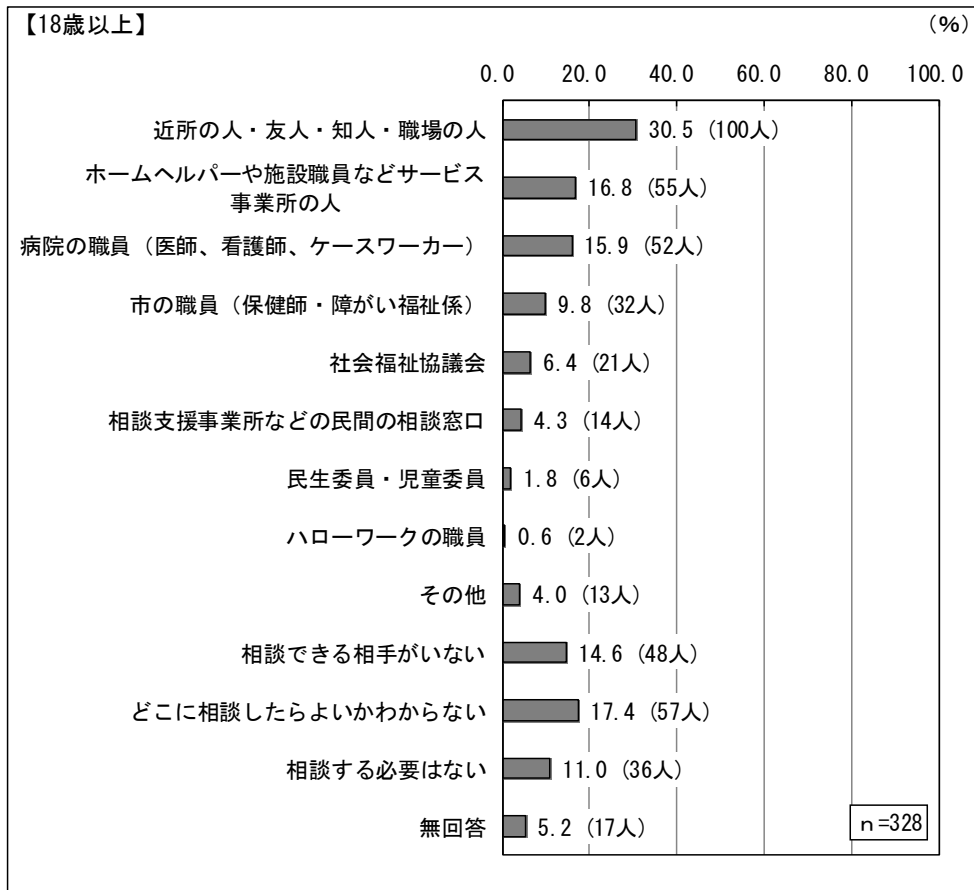 【18歳以上】 (%)
0.0 20.0 40.0 60.0 80.0 100.0
近所の人・友人・知人・職場の人 30.5 (100人)
ホームヘルパーや施設職員などサービス
事業所の人 16.8 (55人)
病院の職員（医師、看護師、ケースワーカー） 15.9 (52人)
市の職員（保健師・障がい福祉係） 9.8 (32人)
社会福祉協議会 6.4 (21人)
相談支援事業所などの民間の相談窓口 4.3 (14人)
民生委員・児童委員 1.8 (6人)
ハローワークの職員 0.6 (2人)
その他 4.0 (13人)
相談できる相手がいない 14.6 (48人)
どこに相談したらよいかわからない 17.4 (57人)
相談する必要はない 11.0 (36人)
無回答 5.2 (17人)
n=328